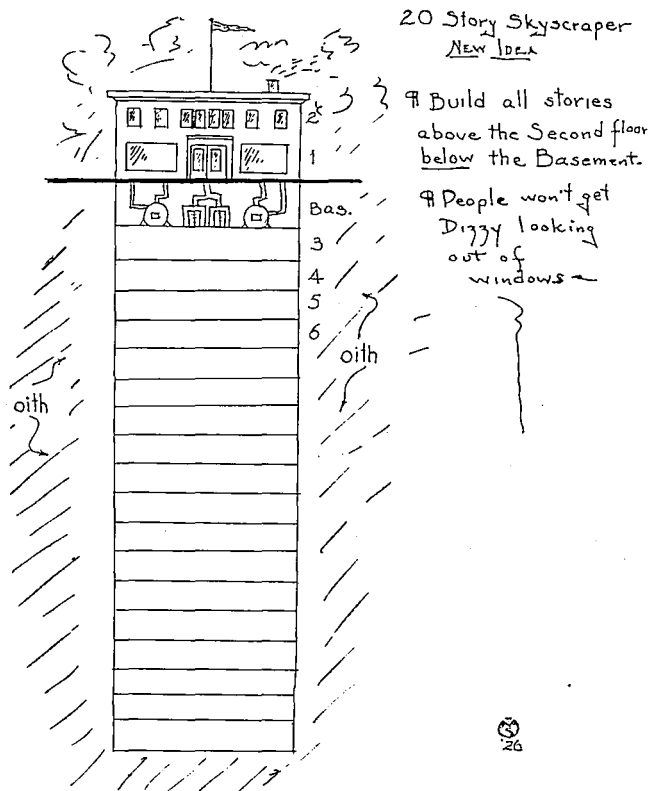 20 Story Skyscraper
New Idea
¶ Build all stories
above the Second floor
below the Basement.
¶ People won't get
Dizzy looking
out of
windows
2
1
Bas.
3
4
5
6
oith
oith
'26